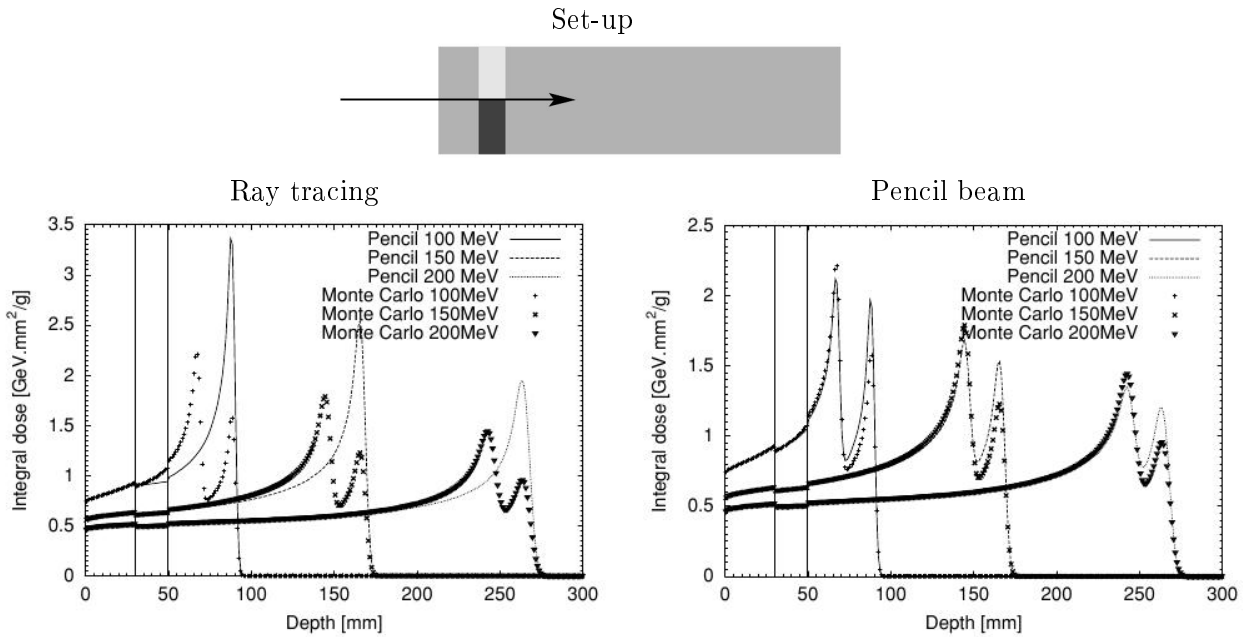 Set-up
Ray tracing
Integral dose [GeV.mm²/g]
3.5
3
2.5
2
1.5
1
0.5
0
Pencil 100 MeV
Pencil 150 MeV
Pencil 200 MeV
Monte Carlo 100MeV
Monte Carlo 150MeV
Monte Carlo 200MeV
0 50 100 150 200 250 300
Depth [mm]
Pencil beam
Integral dose [GeV.mm²/g]
2.5
2
1.5
1
0.5
0
Pencil 100 MeV
Pencil 150 MeV
Pencil 200 MeV
Monte Carlo 100MeV
Monte Carlo 150MeV
Monte Carlo 200MeV
0 50 100 150 200 250 300
Depth [mm]